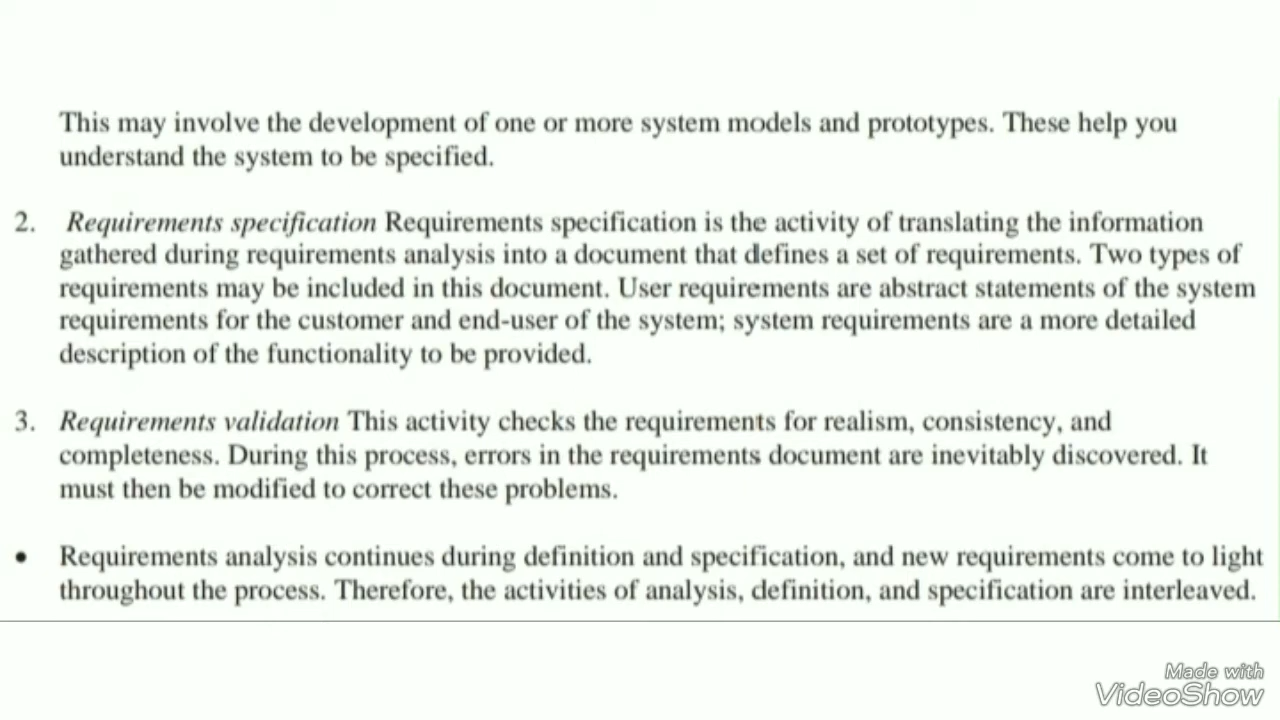 This may involve the development of one or more system models and prototypes. These help you
understand the system to be specified.
2. Requirements specification Requirements specification is the activity of translating the information
gathered during requirements analysis into a document that defines a set of requirements. Two types of
requirements may be included in this document. User requirements are abstract statements of the system
requirements for the customer and end-user of the system; system requirements are a more detailed
description of the functionality to be provided.
3. Requirements validation This activity checks the requirements for realism, consistency, and
completeness. During this process, errors in the requirements document are inevitably discovered. It
must then be modified to correct these problems.
• Requirements analysis continues during definition and specification, and new requirements come to light
throughout the process. Therefore, the activities of analysis, definition, and specification are interleaved.
Made with
VideoShow